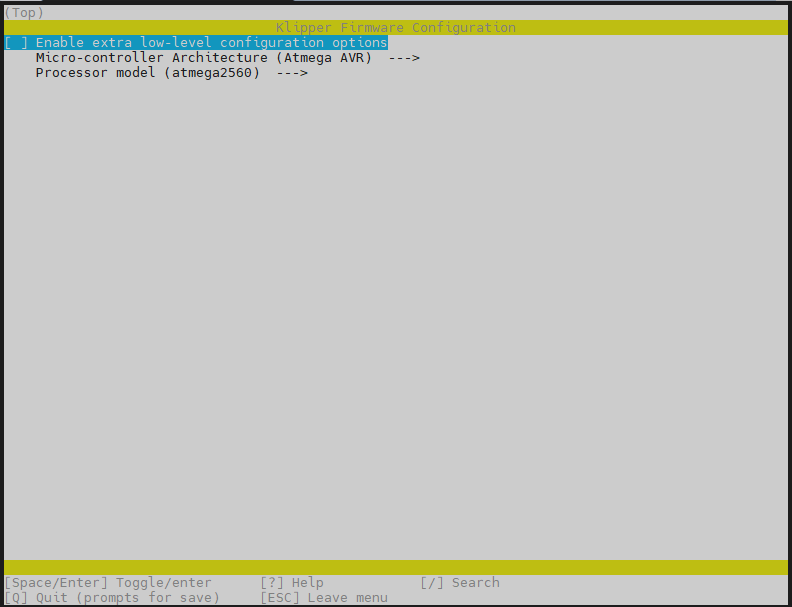 (Top)
Klipper Firmware Configuration
[ ] Enable extra low-level configuration options
Micro-controller Architecture (Atmega AVR)  --->
Processor model (atmega2560)  --->
[Space/Enter] Toggle/enter [?] Help [/] Search
[Q] Quit (prompts for save) [ESC] Leave menu